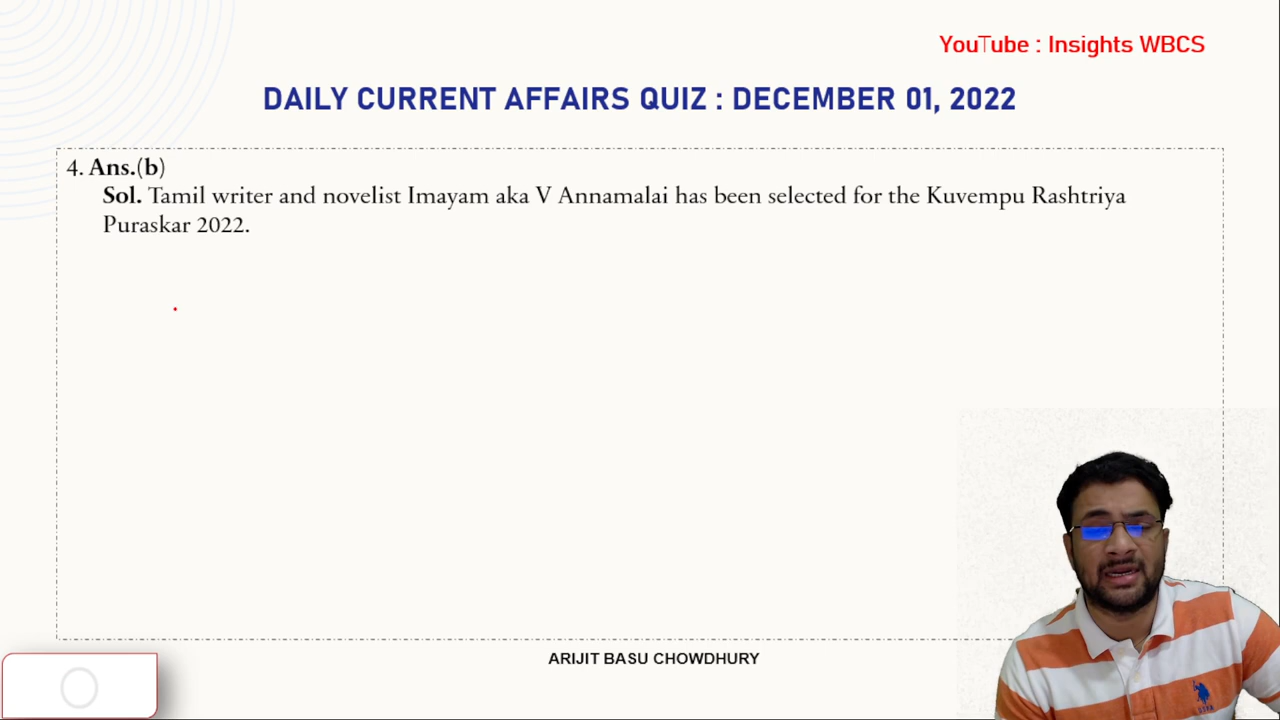 YouTube : Insights WBCS
DAILY CURRENT AFFAIRS QUIZ : DECEMBER 01, 2022
4. Ans.(b)
Sol. Tamil writer and novelist Imayam aka V Annamalai has been selected for the Kuvempu Rashtriya
Puraskar 2022.
ARIJIT BASU CHOWDHURY